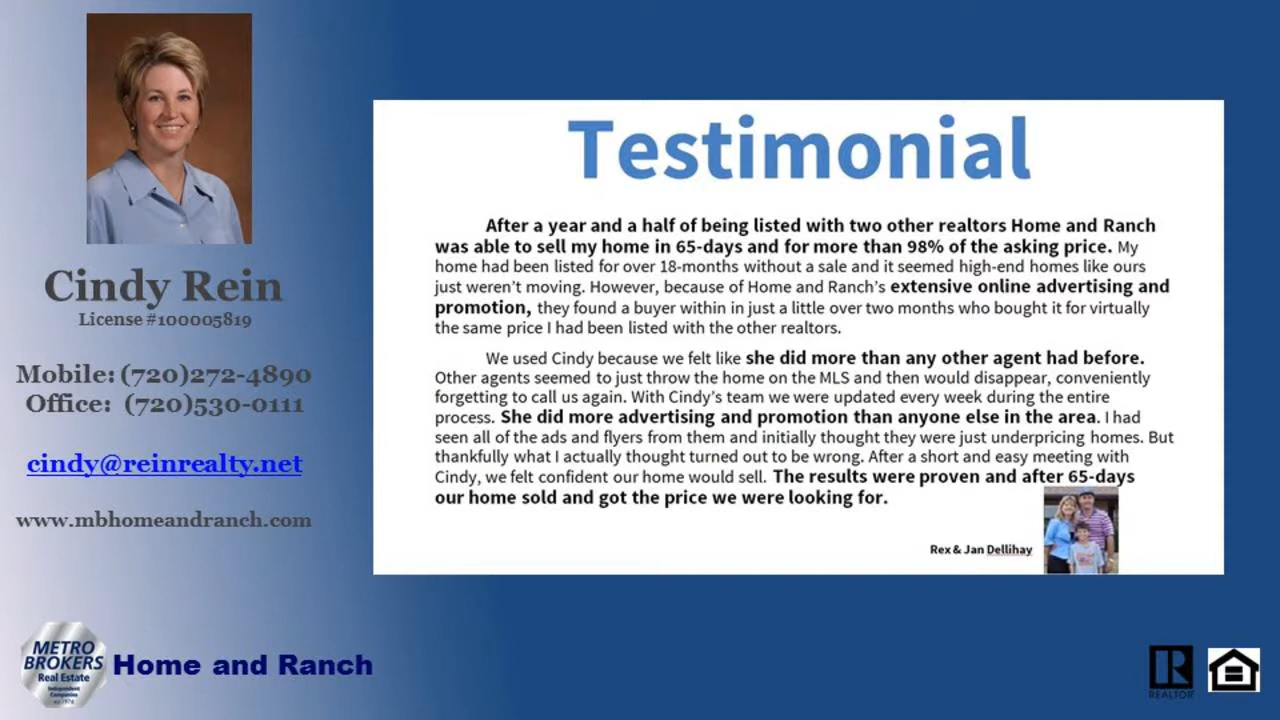 Cindy Rein
License #100005819
Mobile: (720)272-4890
Office: (720)530-0111
cindy@reinrealty.net
www.mbhomeandranch.com
METRO
BROKERS
Real Estate
Independent
Companies
Home and Ranch
Testimonial
After a year and a half of being listed with two other realtors Home and Ranch
was able to sell my home in 65-days and for more than 98% of the asking price. My
home had been listed for over 18-months without a sale and it seemed high-end homes like ours
just weren’t moving. However, because of Home and Ranch’s extensive online advertising and
promotion, they found a buyer within in just a little over two months who bought it for virtually
the same price I had been listed with the other realtors.
We used Cindy because we felt like she did more than any other agent had before.
Other agents seemed to just throw the home on the MLS and then would disappear, conveniently
forgetting to call us again. With Cindy’s team we were updated every week during the entire
process. She did more advertising and promotion than anyone else in the area. I had
seen all of the ads and flyers from them and initially thought they were just underpricing homes. But
thankfully what I actually thought turned out to be wrong. After a short and easy meeting with
Cindy, we felt confident our home would sell. The results were proven and after 65-days
our home sold and got the price we were looking for.
Rex & Jan Dellihay
REALTOR